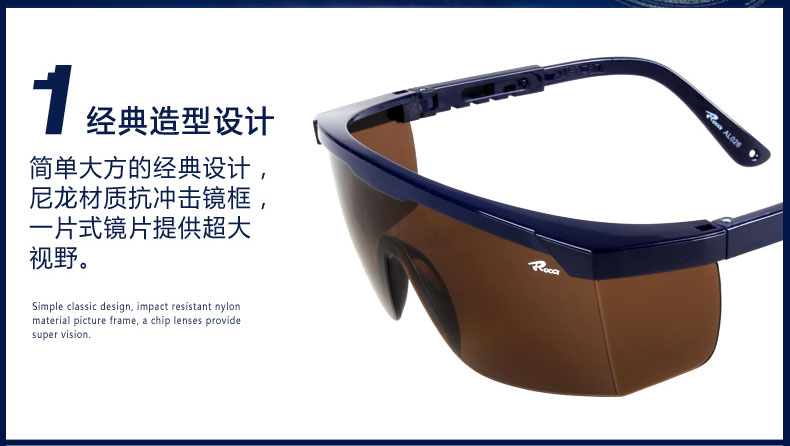 1 经典造型设计
简单大方的经典设计，
尼龙材质抗冲击镜框，
一片式镜片提供超大
视野。
Simple classic design, impact resistant nylon
material picture frame, a chip lenses provide
super vision.
AL026